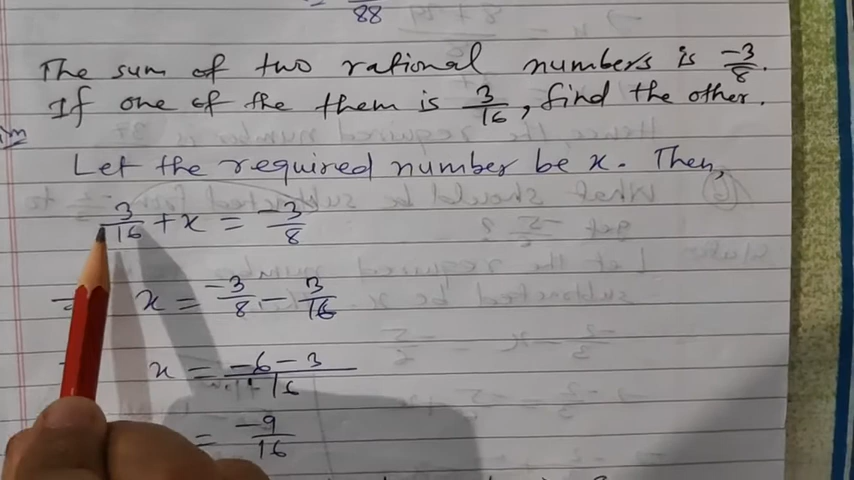 88
The sum of two rational numbers is -3/8.
If one of the them is 3/16, find the other.
Let the required number be x. Then,
3/16 + x = -3/8
x = -3/8 - 3/16
x = -6 - 3 / 16
= -9/16